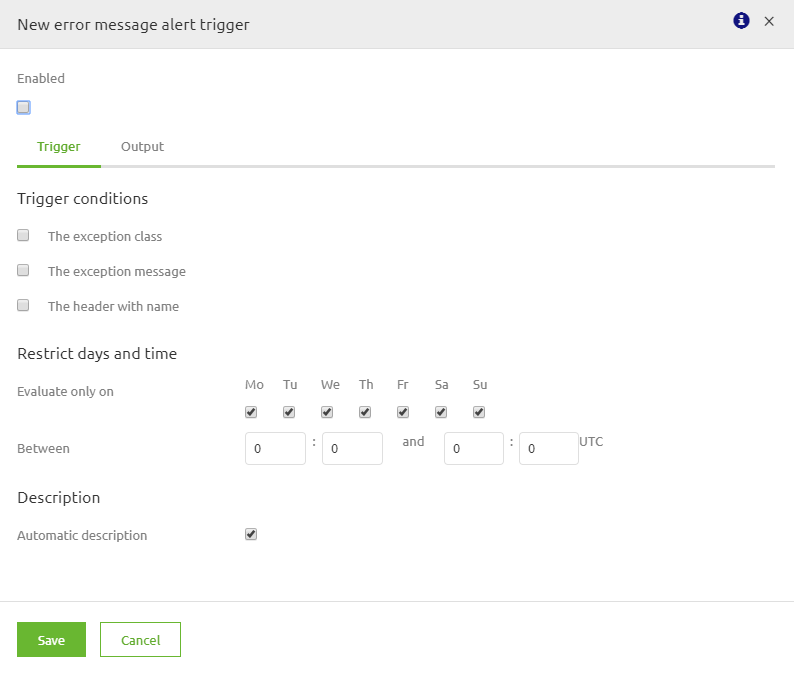 New error message alert trigger
Enabled
Trigger Output
Trigger conditions
The exception class
The exception message
The header with name
Restrict days and time
Mo Tu We Th Fr Sa Su
Evaluate only on
Between 0 : 0 and 0 : 0 UTC
Description
Automatic description
Save Cancel